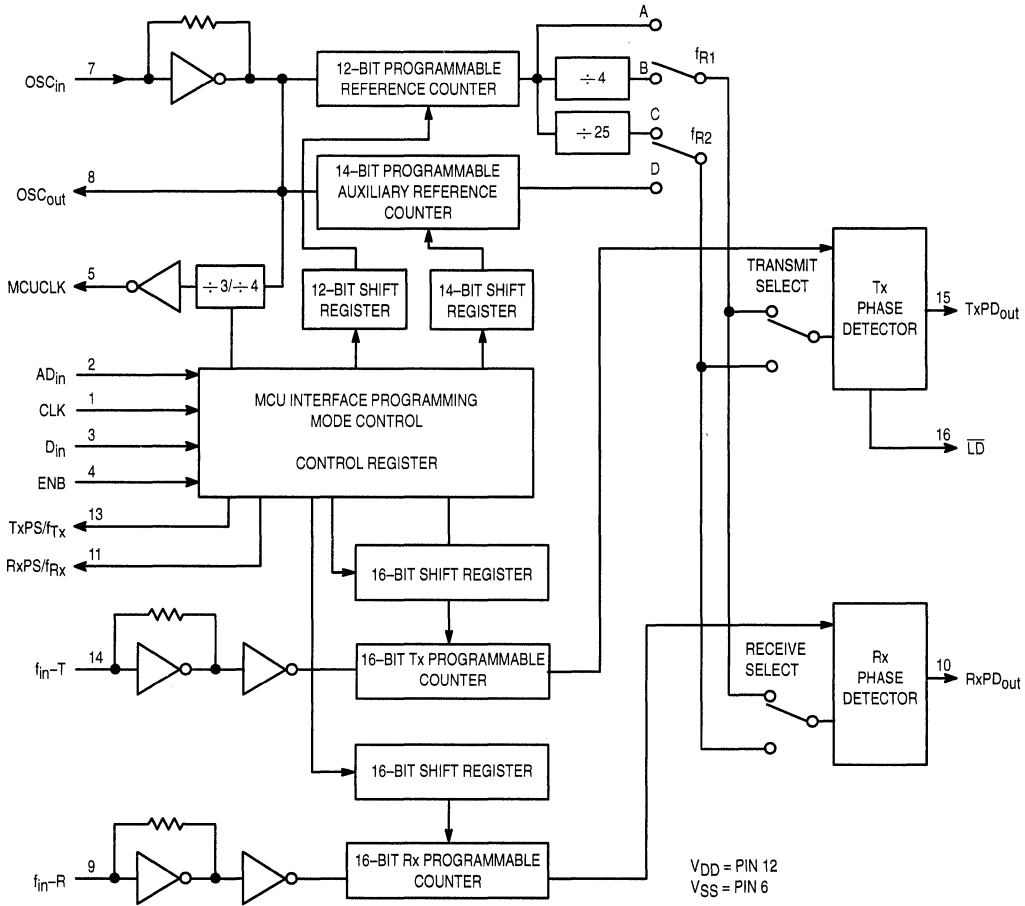 A
7
OSCin
12–BIT PROGRAMMABLE
REFERENCE COUNTER
÷ 4
B
fR1
÷ 25
C
fR2
8
OSCout
14–BIT PROGRAMMABLE
AUXILIARY REFERENCE
COUNTER
D
5
MCUCLK
÷ 3/÷ 4
12–BIT SHIFT
REGISTER
14–BIT SHIFT
REGISTER
TRANSMIT
SELECT
Tx
PHASE
DETECTOR
15
TxPDout
16
LD
ADin
2
CLK
1
Din
3
ENB
4
MCU INTERFACE PROGRAMMING
MODE CONTROL
CONTROL REGISTER
TxPS/fTx
13
RxPS/fRx
11
16–BIT SHIFT REGISTER
fin–T
14
16–BIT Tx PROGRAMMABLE
COUNTER
RECEIVE
SELECT
Rx
PHASE
DETECTOR
10
RxPDout
16–BIT SHIFT REGISTER
fin–R
9
16–BIT Rx PROGRAMMABLE
COUNTER
VDD = PIN 12
VSS = PIN 6